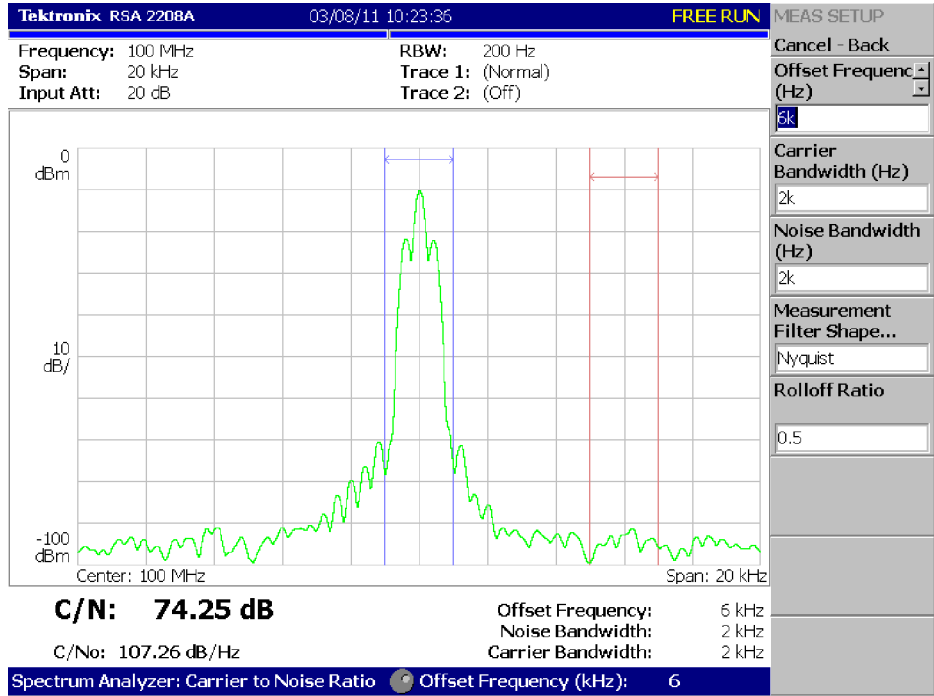 Tektronix RSA 2208A 03/08/11 10:23:36 FREE RUN
Frequency: 100 MHz RBW: 200 Hz
Span: 20 kHz Trace 1: (Normal)
Input Att: 20 dB Trace 2: (Off)
0
dBm
10
dB/
-100
dBm
Center: 100 MHz Span: 20 kHz
C/N: 74.25 dB
C/No: 107.26 dB/Hz
Offset Frequency: 6 kHz
Noise Bandwidth: 2 kHz
Carrier Bandwidth: 2 kHz
Spectrum Analyzer: Carrier to Noise Ratio Offset Frequency (kHz): 6
MEAS SETUP
Cancel - Back
Offset Frequenc
(Hz)
6k
Carrier
Bandwidth (Hz)
2k
Noise Bandwidth
(Hz)
2k
Measurement
Filter Shape...
Nyquist
Rolloff Ratio
0.5